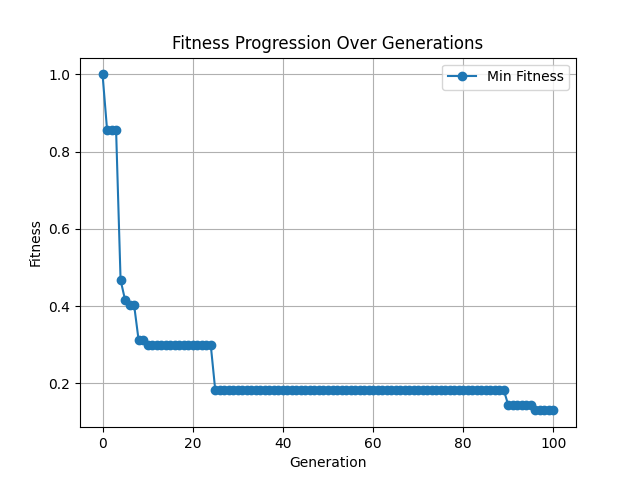 Fitness Progression Over Generations
Min Fitness
Fitness
1.0
0.8
0.6
0.4
0.2
0 20 40 60 80 100
Generation